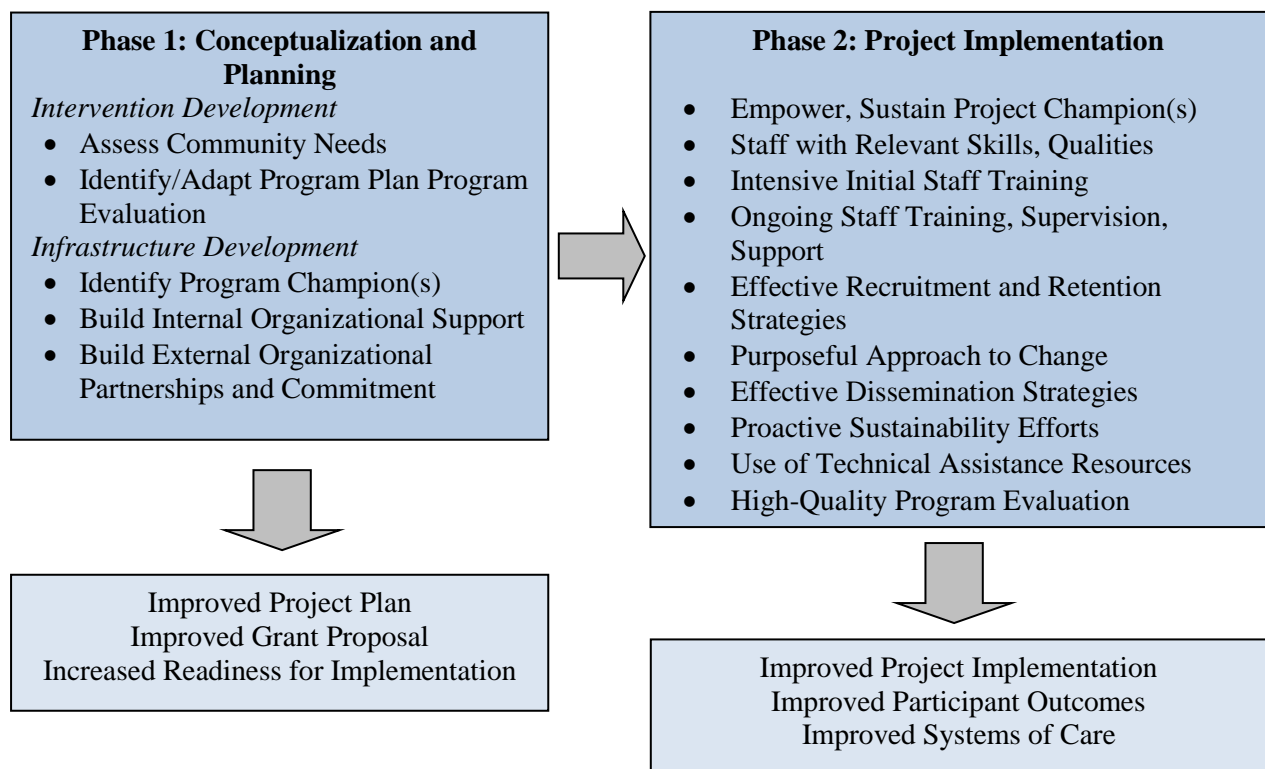 Phase 1: Conceptualization and
Planning
Intervention Development
• Assess Community Needs
• Identify/Adapt Program Plan Program
Evaluation
Infrastructure Development
• Identify Program Champion(s)
• Build Internal Organizational Support
• Build External Organizational
Partnerships and Commitment
Improved Project Plan
Improved Grant Proposal
Increased Readiness for Implementation
Phase 2: Project Implementation
• Empower, Sustain Project Champion(s)
• Staff with Relevant Skills, Qualities
• Intensive Initial Staff Training
• Ongoing Staff Training, Supervision,
Support
• Effective Recruitment and Retention
Strategies
• Purposeful Approach to Change
• Effective Dissemination Strategies
• Proactive Sustainability Efforts
• Use of Technical Assistance Resources
• High-Quality Program Evaluation
Improved Project Implementation
Improved Participant Outcomes
Improved Systems of Care